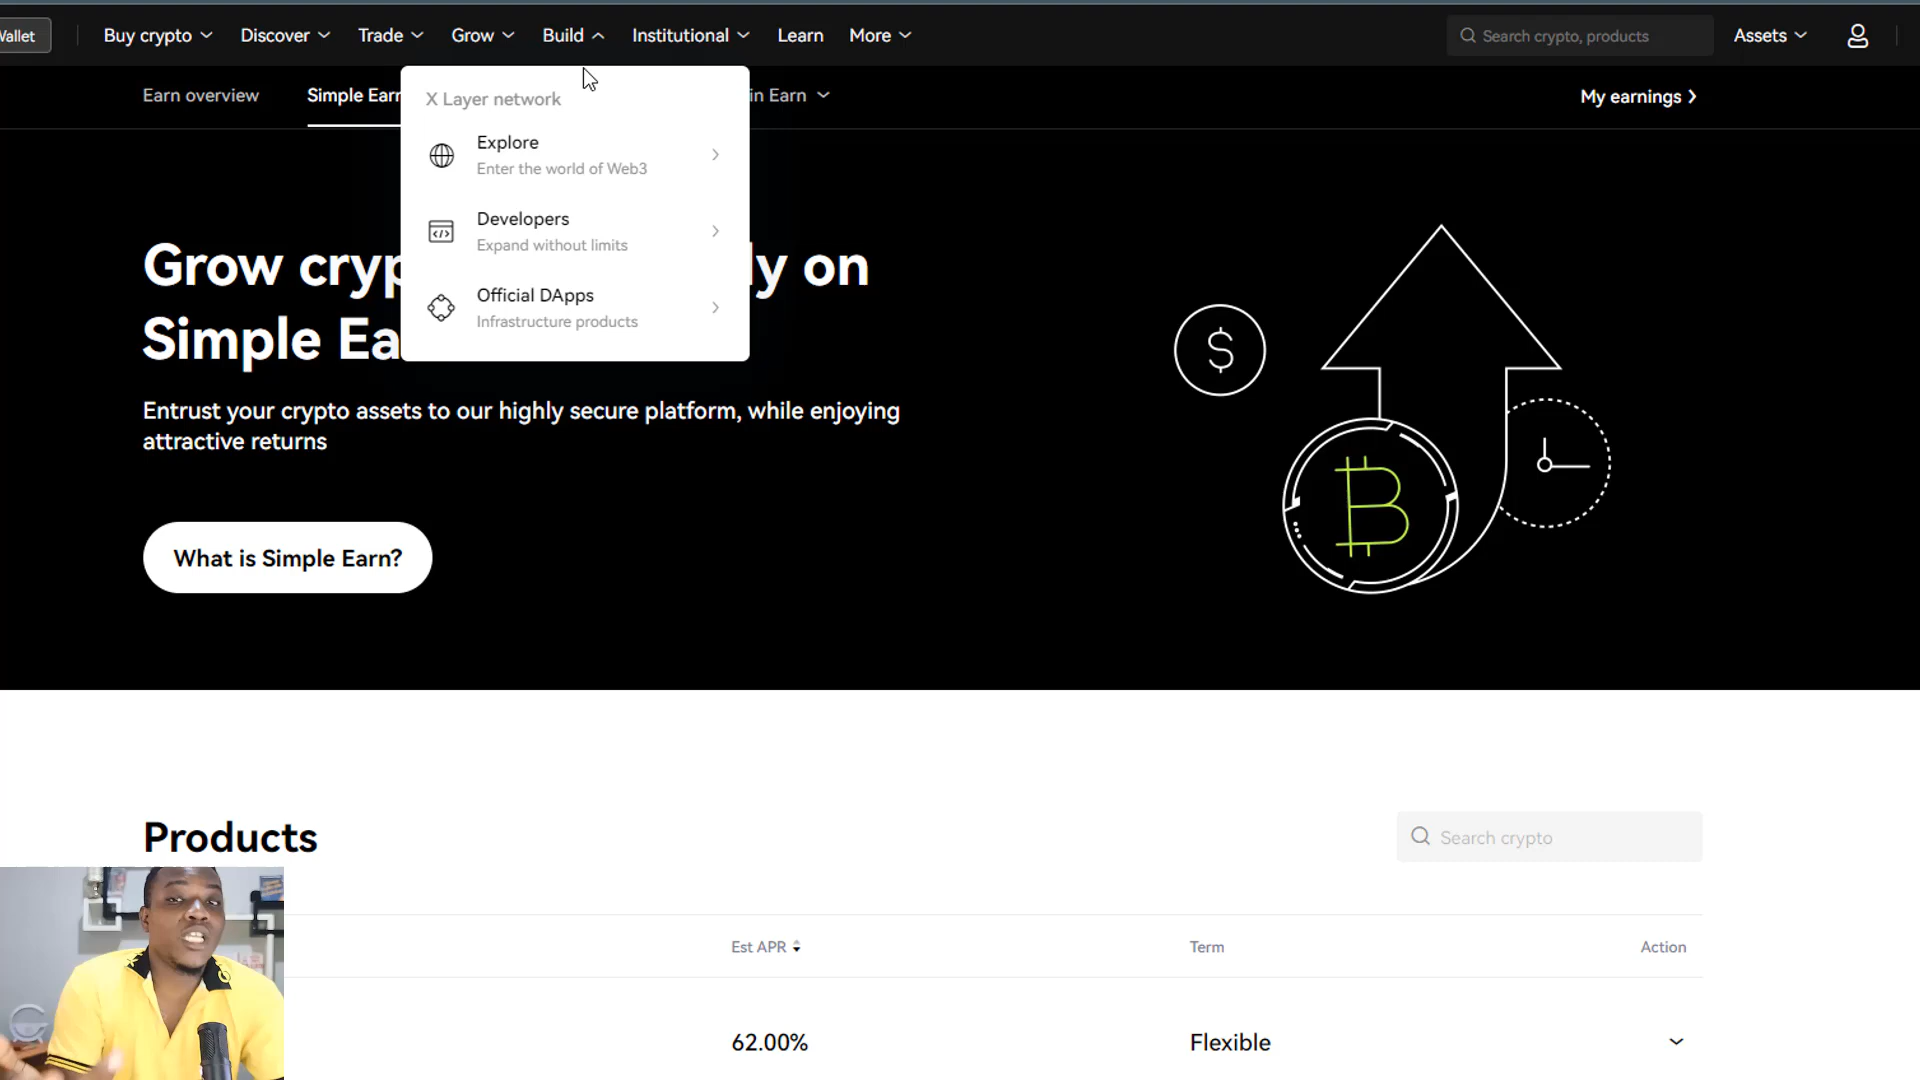 Wallet
Buy crypto
Discover
Trade
Grow
Build
Institutional
Learn
More
Search crypto, products
Assets
Earn overview
Simple Earn
in Earn
My earnings
X Layer network
Explore
Enter the world of Web3
Developers
Expand without limits
Official DApps
Infrastructure products
Grow cryp ly on
Simple Ea
Entrust your crypto assets to our highly secure platform, while enjoying
attractive returns
What is Simple Earn?
Products
Search crypto
Est APR
Term
Action
62.00%
Flexible